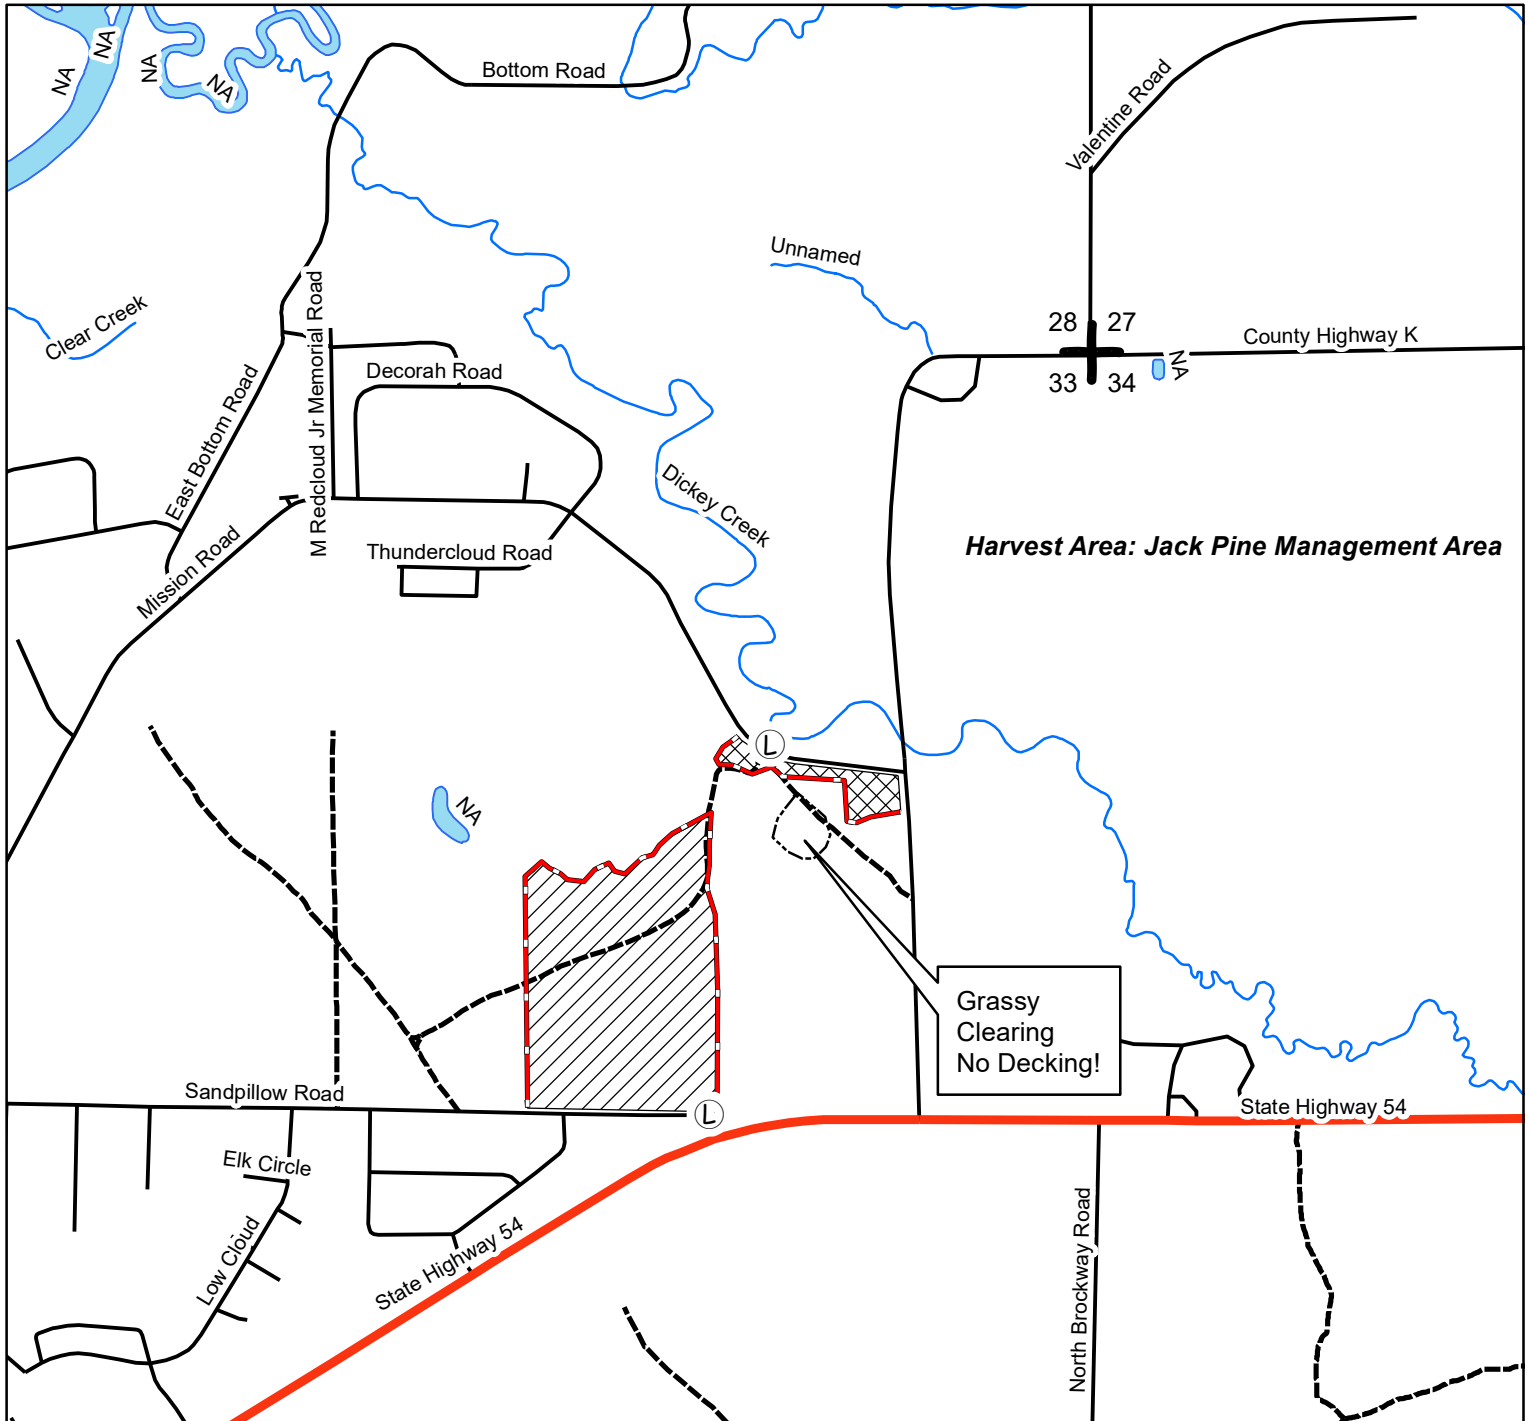 NA
NA
NA
NA
Bottom Road
Valentine Road
Unnamed
Clear Creek
M Redcloud Jr Memorial Road
28 27
33 34
County Highway K
NA
Decorah Road
East Bottom Road
Dickey Creek
Mission Road
Thundercloud Road
Harvest Area: Jack Pine Management Area
L
NA
Grassy
Clearing
No Decking!
Sandpillow Road
L
State Highway 54
Elk Circle
Low Cloud
State Highway 54
North Brockway Road